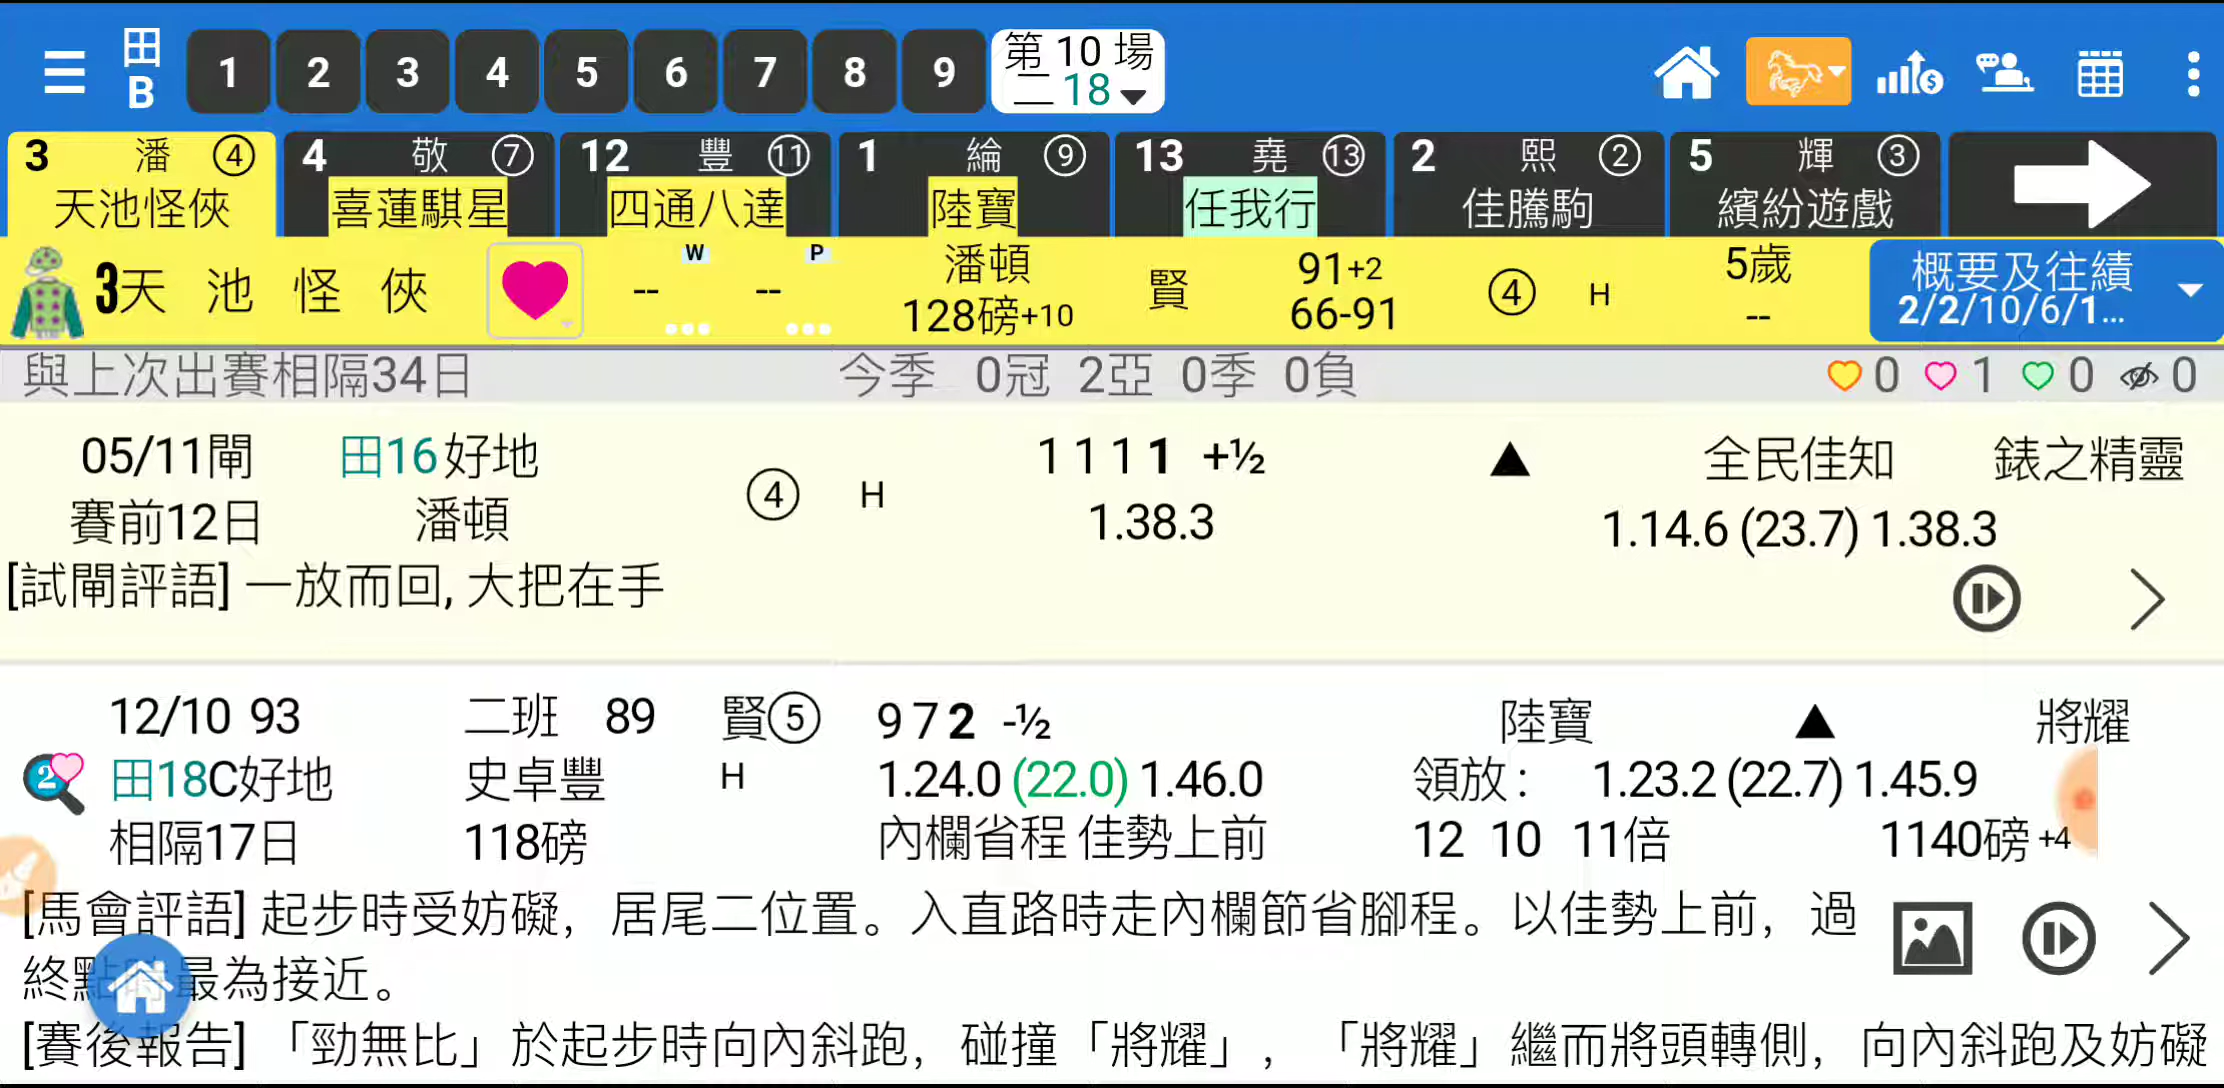 田
B
1 2 3 4 5 6 7 8 9
第 10 場
二 18
3 潘 ④
天池怪俠
4 敬 ⑦
喜蓮騏星
12 豐 ⑪
四通八達
1 綸 ⑨
陸寶
13 堯 ⑬
任我行
2 熙 ②
佳騰駒
5 輝 ③
繽紛遊戲
3天池怪俠
W P
-- --
潘頓
128磅+10
賢
91+2
66-91
④ H
5歲
--
概要及往績
2/2/10/6/1...
與上次出賽相隔34日 今季 0冠 2亞 0季 0負 0 1 0 0
05/11閘 田16好地 ④ H 1 1 1 1 +½ ▲ 全民佳知 錶之精靈
賽前12日 潘頓 1.38.3 1.14.6 (23.7) 1.38.3
[試閘評語] 一放而回, 大把在手
12/10 93 二班 89 賢⑤ 9 7 2 -½ 陸寶 ▲ 將耀
2 田18C好地 史卓豐 H 1.24.0 (22.0) 1.46.0 領放： 1.23.2 (22.7) 1.45.9
相隔17日 118磅 內欄省程 佳勢上前 12 10 11倍 1140磅 +4
[馬會評語] 起步時受妨礙，居尾二位置。入直路時走內欄節省腳程。以佳勢上前，過
終點時最為接近。
[賽後報告] 「勁無比」於起步時向內斜跑，碰撞「將耀」，「將耀」繼而將頭轉側，向內斜跑及妨礙